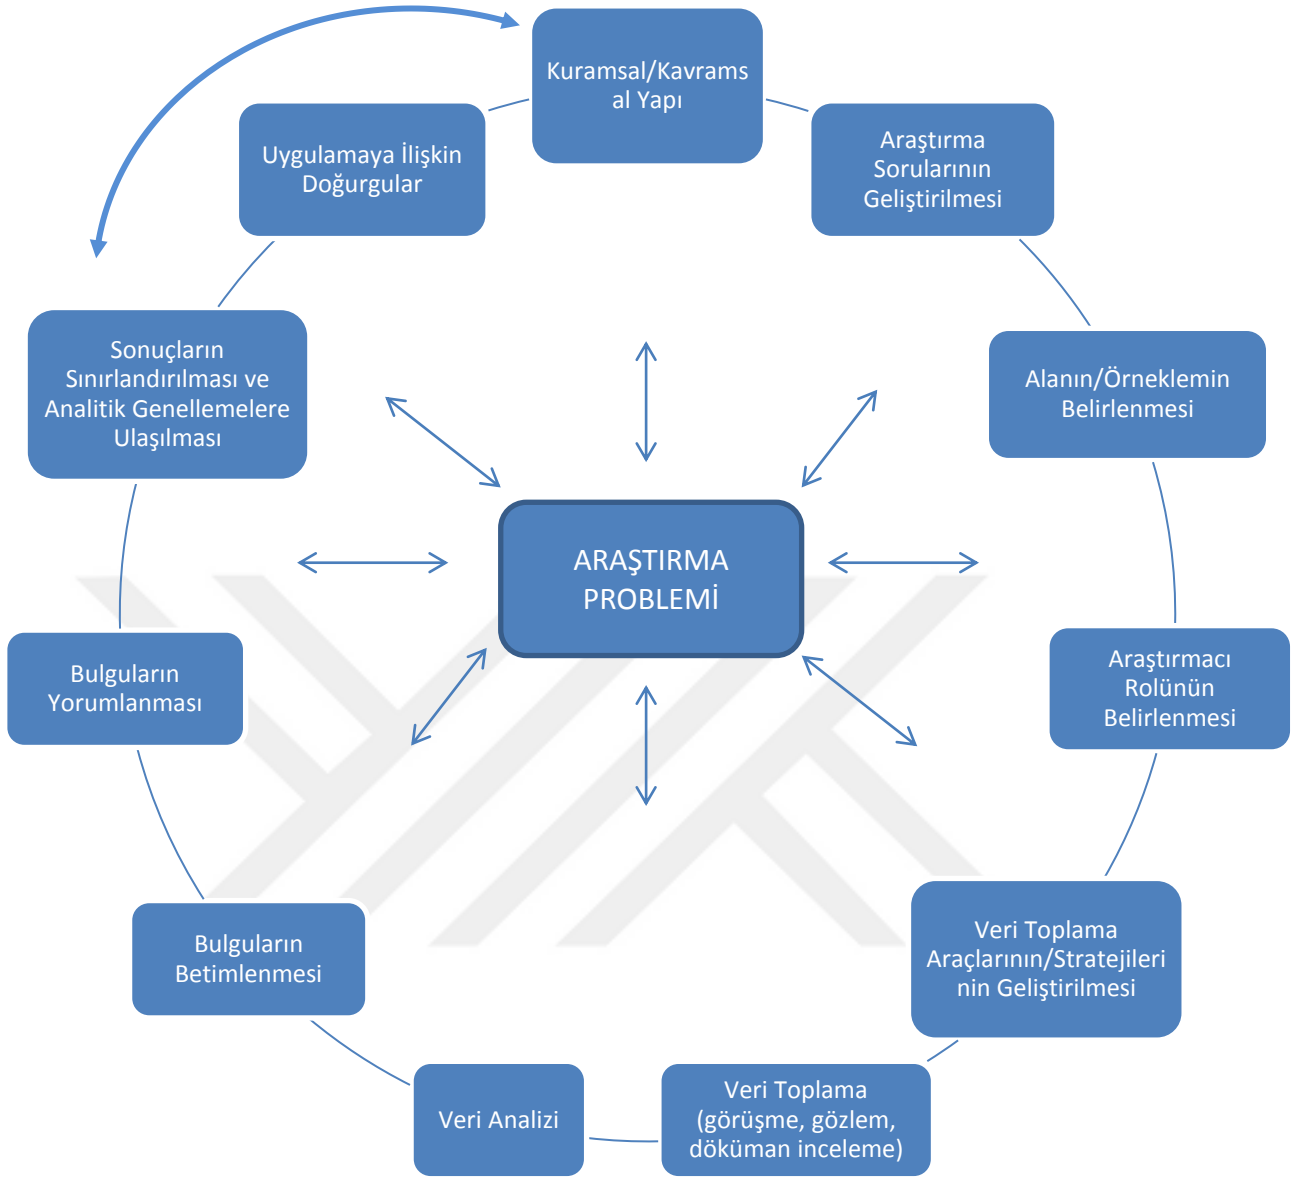 Kuramsal/Kavrams
al Yapı
Araştırma
Sorularının
Geliştirilmesi
Alanın/Örneklemin
Belirlenmesi
Araştırmacı
Rolünün
Belirlenmesi
Veri Toplama
Araçlarının/Stratejileri
nin Geliştirilmesi
Veri Toplama
(görüşme, gözlem,
döküman inceleme)
Veri Analizi
Bulguların
Betimlenmesi
Bulguların
Yorumlanması
Sonuçların
Sınırlandırılması ve
Analitik Genellemelere
Ulaşılması
Uygulamaya İlişkin
Doğurgular
ARAŞTIRMA
PROBLEMİ